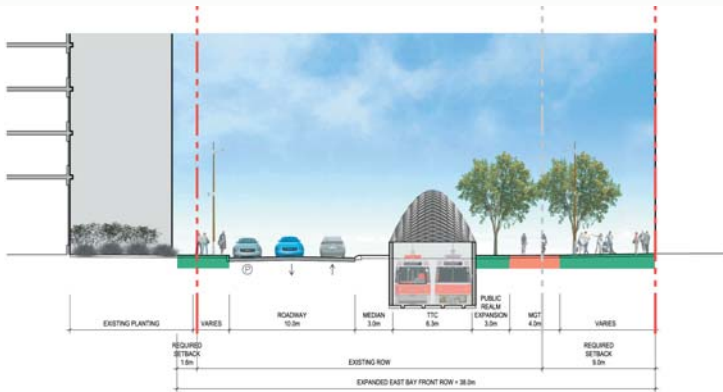 P
PUBLIC
REALM
EXPANSION
3.0m
EXISTING PLANTING
VARIES
ROADWAY
10.0m
MEDIAN
3.0m
TTC
6.3m
MGT
4.0m
VARIES
REQUIRED
SETBACK
1.8m
EXISTING ROW
REQUIRED
SETBACK
9.0m
EXPANDED EAST BAY FRONT ROW = 38.0m